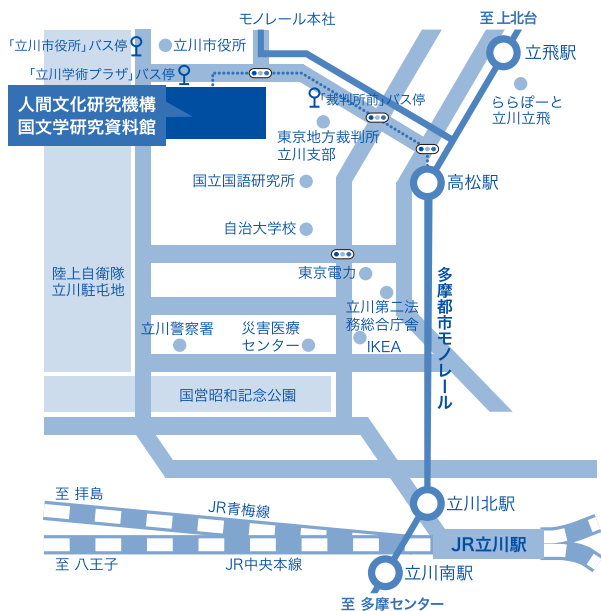 モノレール本社
至 上北台
「立川市役所」バス停
立川市役所
立飛駅
「立川学術プラザ」バス停
人間文化研究機構
国文学研究資料館
「裁判所前」バス停
ららぽーと
立川立飛
東京地方裁判所
立川支部
国立国語研究所
高松駅
自治大学校
陸上自衛隊
立川駐屯地
東京電力
多摩都市モノレール
立川第二法
務総合庁舎
立川警察署
災害医療
センター
IKEA
国営昭和記念公園
至 拝島
JR青梅線
立川北駅
JR立川駅
至 八王子
JR中央本線
立川南駅
至 多摩センター